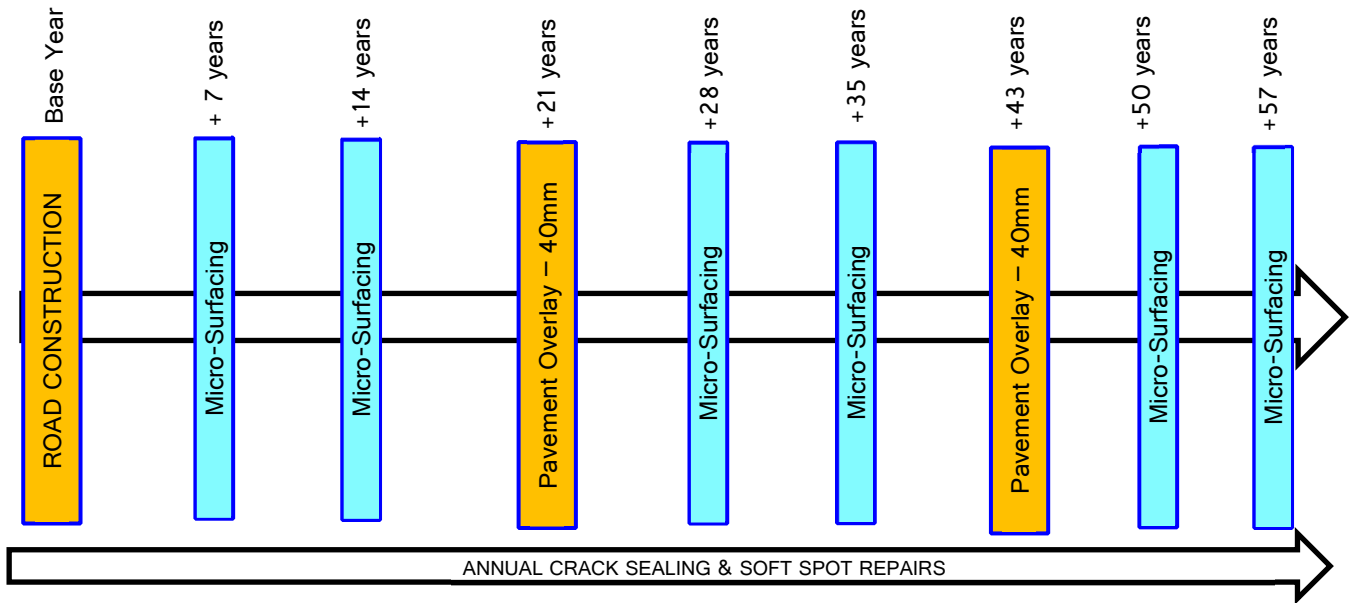 Base Year
+ 7 years
+14 years
+21 years
+28 years
+35 years
+43 years
+50 years
+57 years
ROAD CONSTRUCTION
Micro-Surfacing
Micro-Surfacing
Pavement Overlay – 40mm
Micro-Surfacing
Micro-Surfacing
Pavement Overlay – 40mm
Micro-Surfacing
Micro-Surfacing
ANNUAL CRACK SEALING & SOFT SPOT REPAIRS